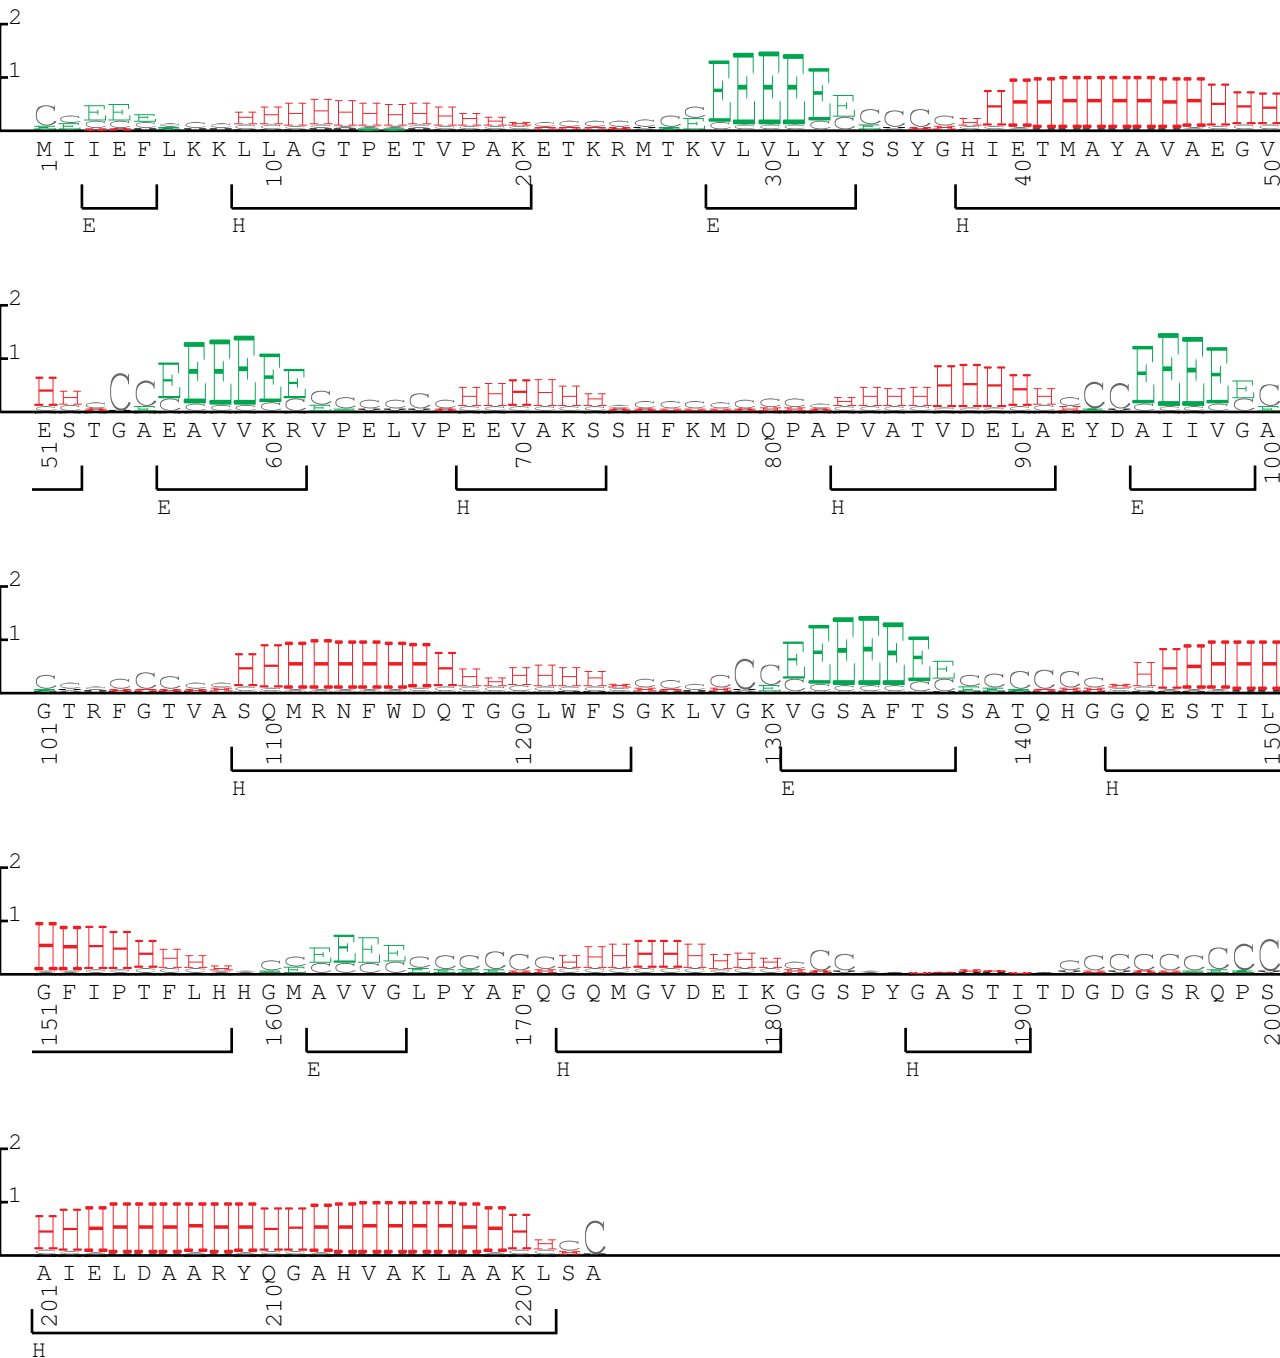 2
1
M I I E F L K K L L A G T P E T V P A K E T K R M T K V L V L Y Y S S Y G H I E T M A Y A V A E G V
1 10 20 30 40 50
E H E H
2
1
E S T G A E A V V K R V P E L V P E E V A K S S H F K M D Q P A P V A T V D E L A E Y D A I I V G A
51 60 70 80 90 100
E H H E
2
1
G T R F G T V A S Q M R N F W D Q T G G L W F S G K L V G K V G S A F T S S A T Q H G G Q E S T I L
101 110 120 130 140 150
H E H
2
1
G F I P T F L H H G M A V V G L P Y A F Q G Q M G V D E I K G G S P Y G A S T I T D G D G S R Q P S
151 160 170 180 190 200
E H H
2
1
A I E L D A A R Y Q G A H V A K L A A K L S A
201 210 220
H